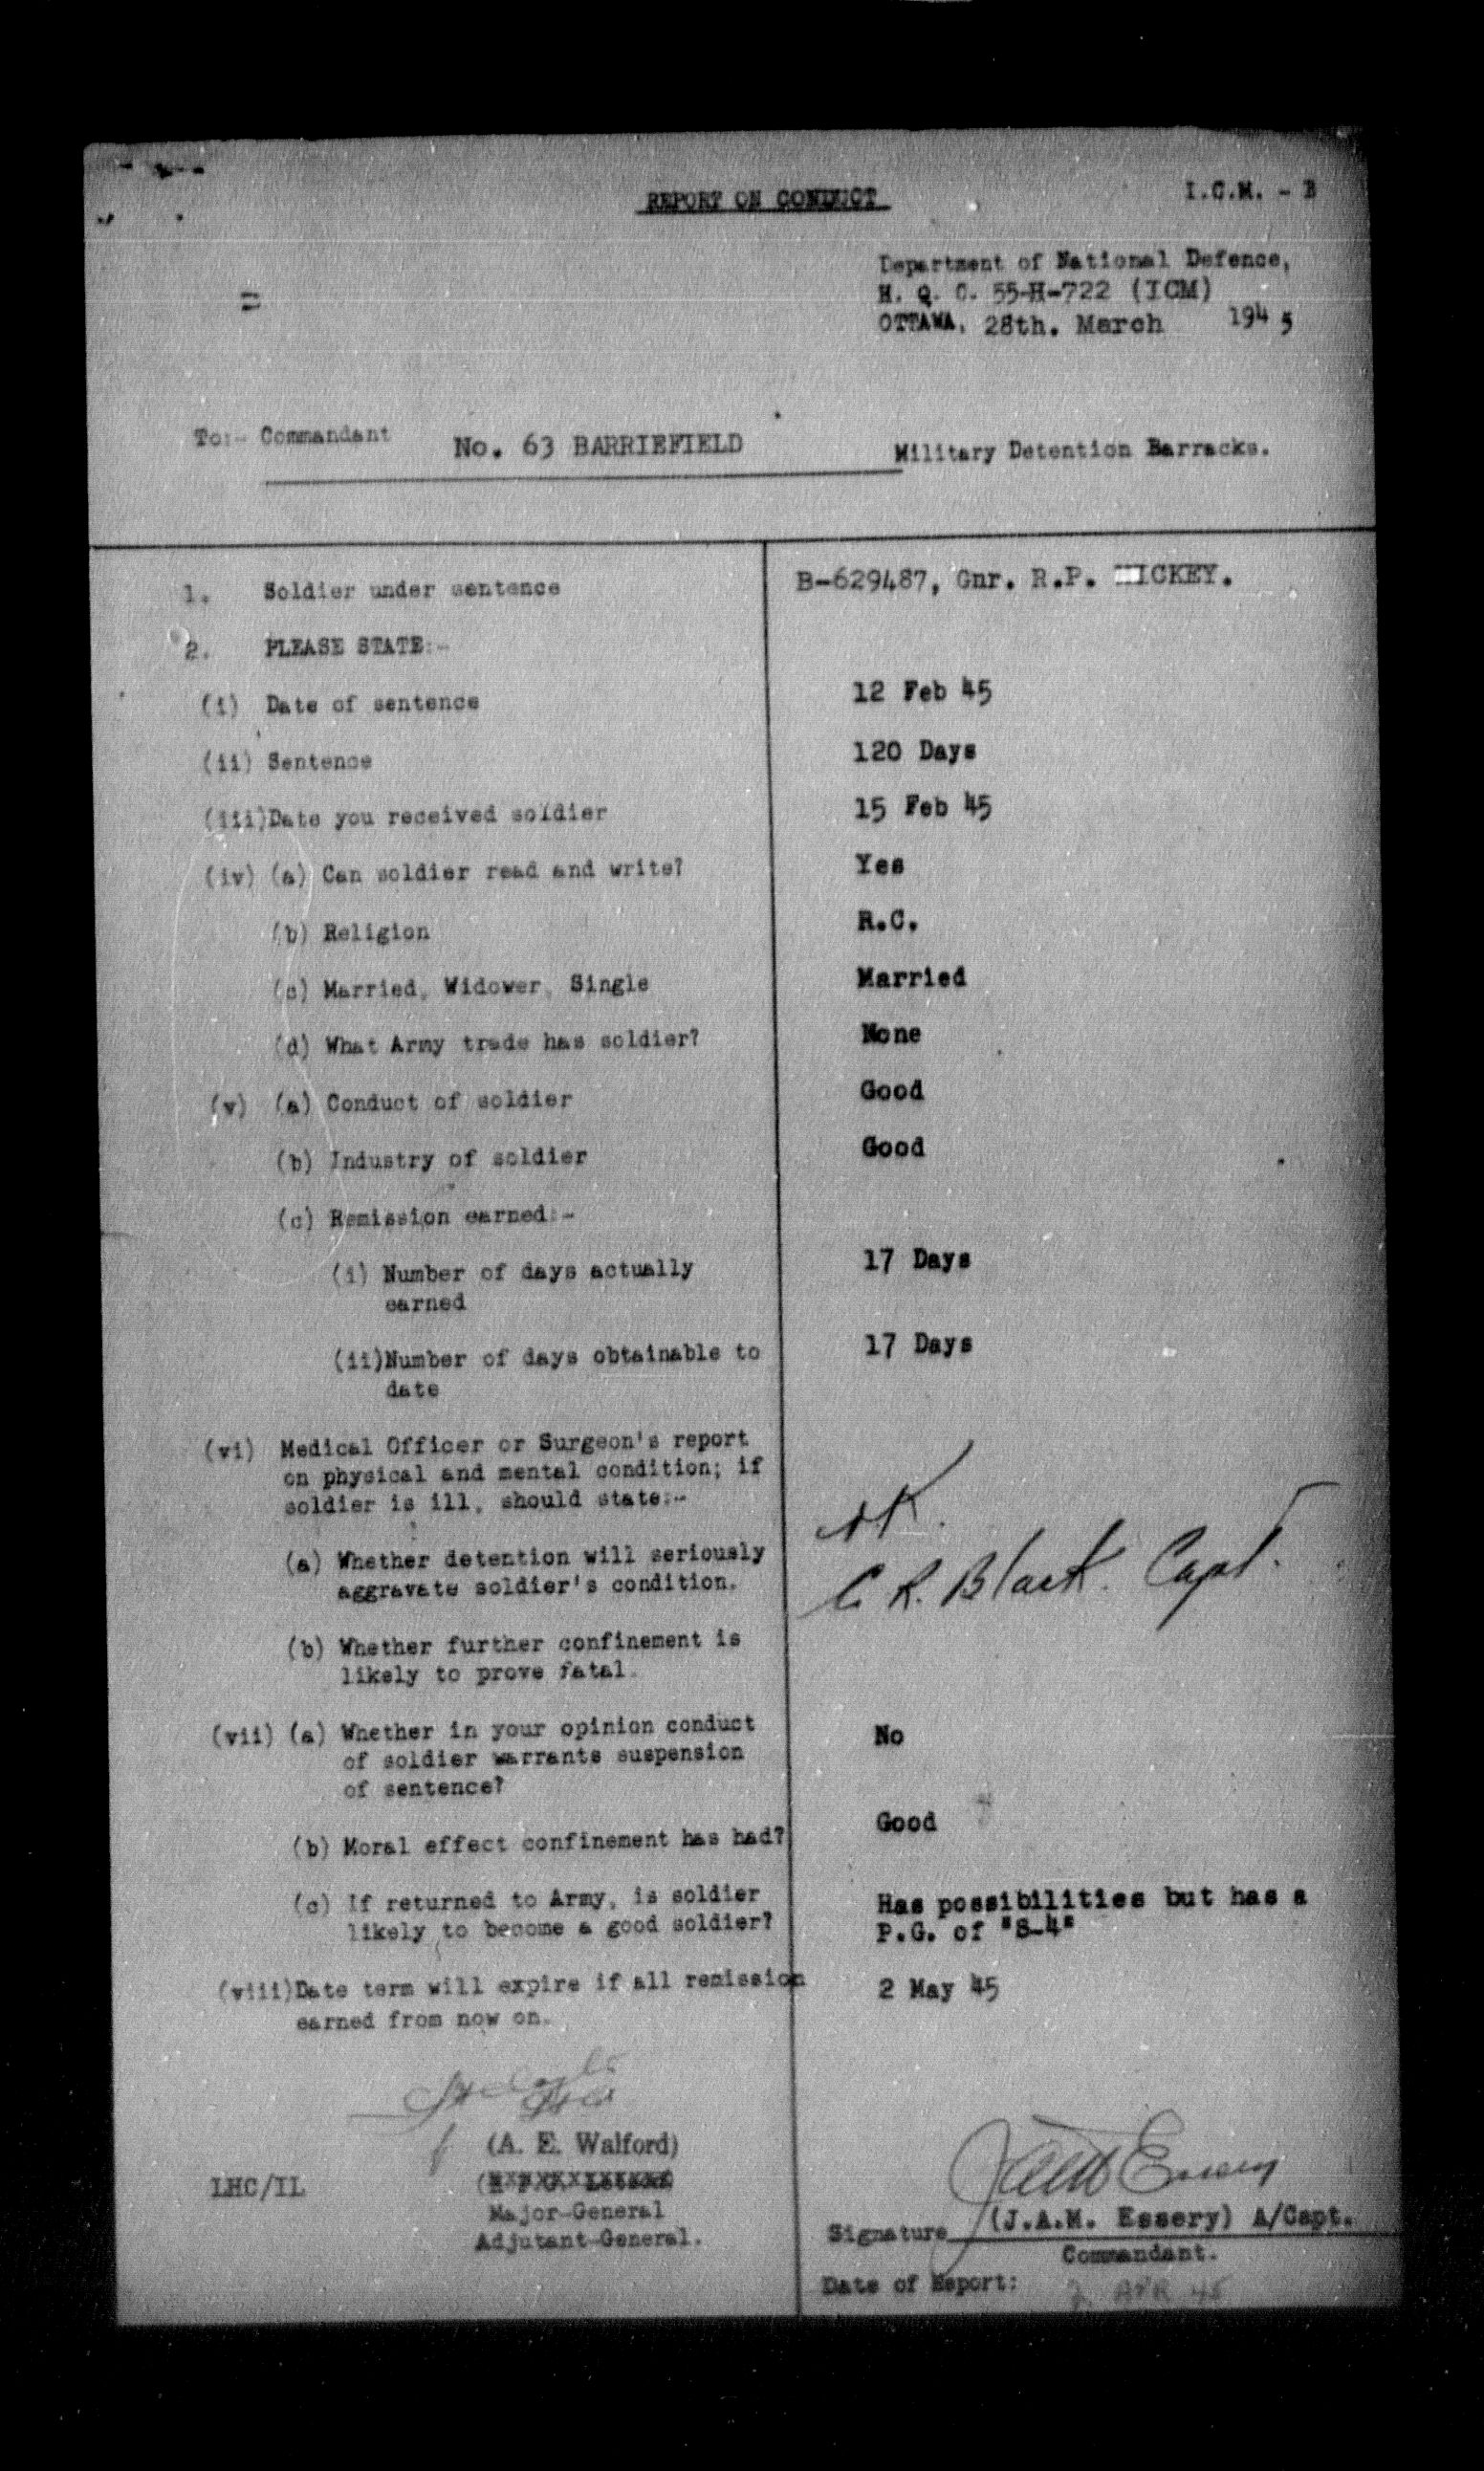 REPORT ON CONDUCT
I.C.M. - B
Department of National Defence,
H. Q. C. 55-H-722 (ICM)
OTTAWA, 28th. March 1945
To:- Commandant No. 63 BARRIEFIELD Military Detention Barracks.
1. Soldier under sentence B-629487, Gnr. R.P. ICKEY.
2. PLEASE STATE:-
(i) Date of sentence 12 Feb 45
(ii) Sentence 120 Days
(iii) Date you received soldier 15 Feb 45
(iv) (a) Can soldier read and write? Yes
(b) Religion R.C.
(c) Married, Widower, Single Married
(d) What Army trade has soldier? None
(v) (a) Conduct of soldier Good
(b) Industry of soldier Good
(c) Remission earned:-
(i) Number of days actually 17 Days
earned
(ii) Number of days obtainable to 17 Days
date
(vi) Medical Officer or Surgeon's report
on physical and mental condition; if
soldier is ill, should state:-
(a) Whether detention will seriously
aggravate soldier's condition.
C R. Black. Capt.
(b) Whether further confinement is
likely to prove fatal.
(vii) (a) Whether in your opinion conduct No
of soldier warrants suspension
of sentence?
(b) Moral effect confinement has had? Good
(c) If returned to Army, is soldier Has possibilities but has a
likely to become a good soldier? P.G. of "S-4"
(viii) Date term will expire if all remission 2 May 45
earned from now on.
(A. E. Walford)
LHC/IL
Major-General
Adjutant-General.
JAM Essery
Signature (J.A.M. Essery) A/Capt.
Commandant.
Date of Report: 2 APR 45